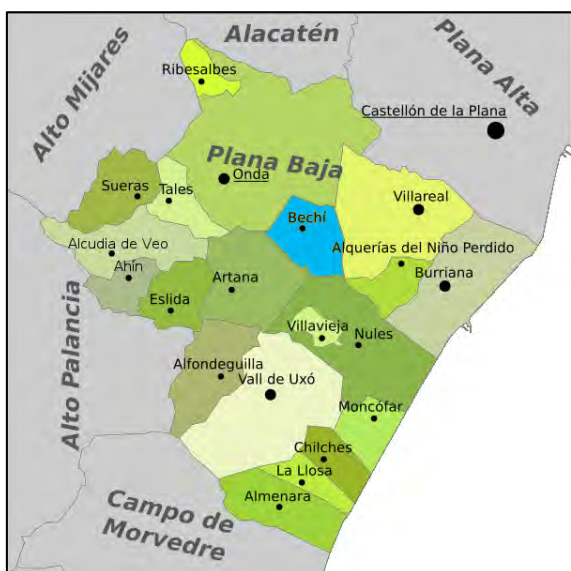 Alacatén
Ribesalbes
Alto Mijares
Plana Alta
Castellón de la Plana
Plana Baja
Onda
Sueras
Tales
Villareal
Bechí
Alcudia de Veo
Alquerías del Niño Perdido
Ahín
Burriana
Artana
Eslida
Villavieja
Nules
Alto Palancia
Alfondeguilla
Vall de Uxó
Moncófar
Chilches
La Llosa
Almenara
Campo de
Morvedre